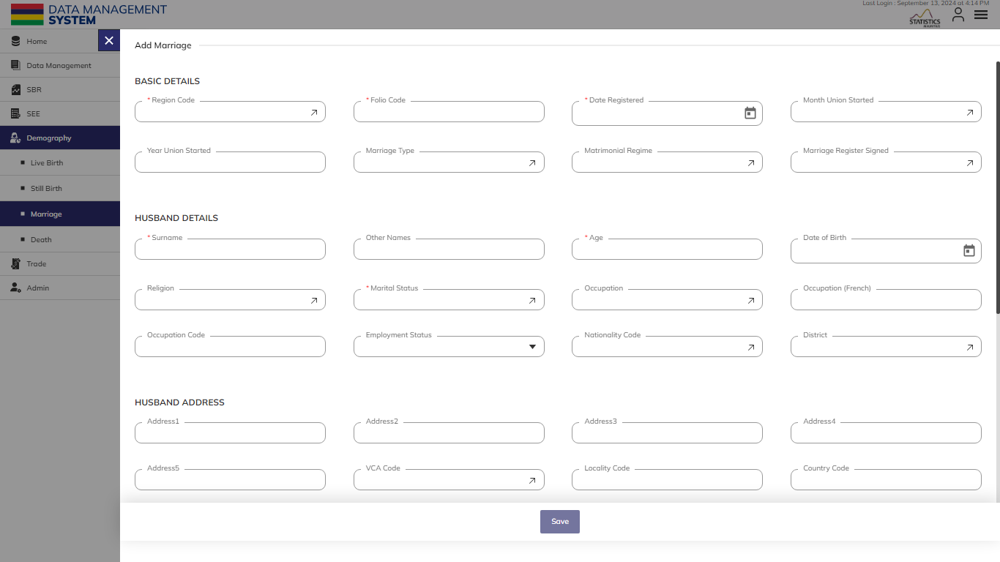 DATA MANAGEMENT
SYSTEM
Last Login : September 13, 2024 at 4:14 PM
STATISTICS
MAURITIUS
Home
Data Management
SBR
SEE
Demography
Live Birth
Still Birth
Marriage
Death
Trade
Admin
Add Marriage
BASIC DETAILS
* Region Code
* Folio Code
* Date Registered
Month Union Started
Year Union Started
Marriage Type
Matrimonial Regime
Marriage Register Signed
HUSBAND DETAILS
* Surname
Other Names
* Age
Date of Birth
Religion
* Marital Status
Occupation
Occupation (French)
Occupation Code
Employment Status
Nationality Code
District
HUSBAND ADDRESS
Address1
Address2
Address3
Address4
Address5
VCA Code
Locality Code
Country Code
Save